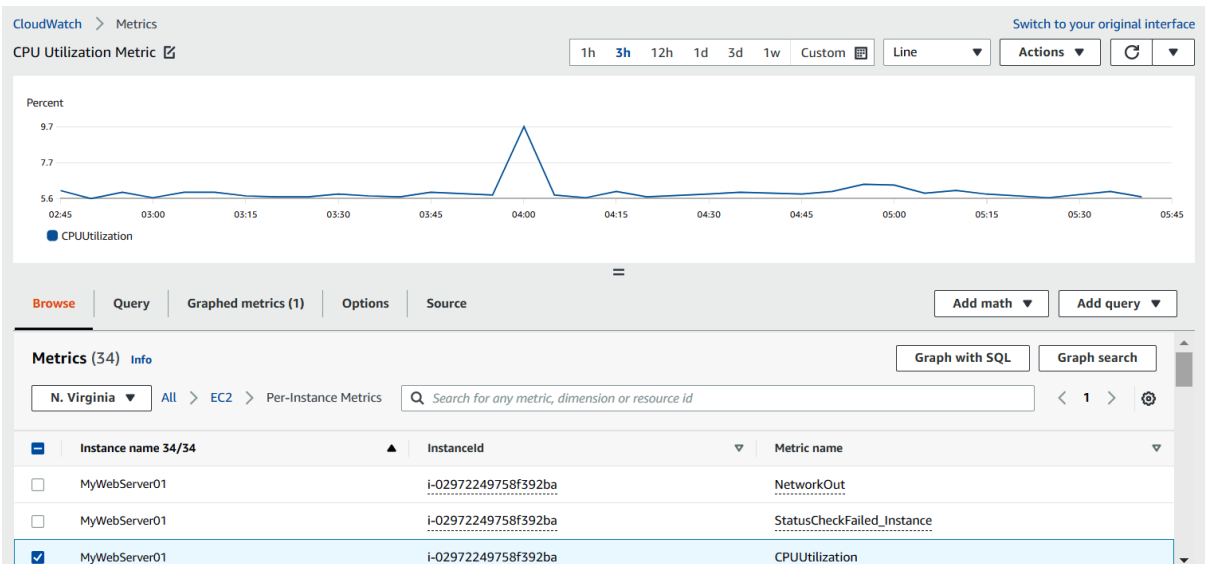 CloudWatch > Metrics
Switch to your original interface
CPU Utilization Metric
1h 3h 12h 1d 3d 1w Custom
Line
Actions
Percent
9.7
7.7
5.6
02:45 03:00 03:15 03:30 03:45 04:00 04:15 04:30 04:45 05:00 05:15 05:30 05:45
CPUUtilization
Browse Query Graphed metrics (1) Options Source
Add math Add query
Metrics (34) Info
Graph with SQL Graph search
N. Virginia All > EC2 > Per-Instance Metrics
Search for any metric, dimension or resource id
< 1 >
Instance name 34/34 InstanceId Metric name
MyWebServer01 i-02972249758f392ba NetworkOut
MyWebServer01 i-02972249758f392ba StatusCheckFailed_Instance
MyWebServer01 i-02972249758f392ba CPUUtilization